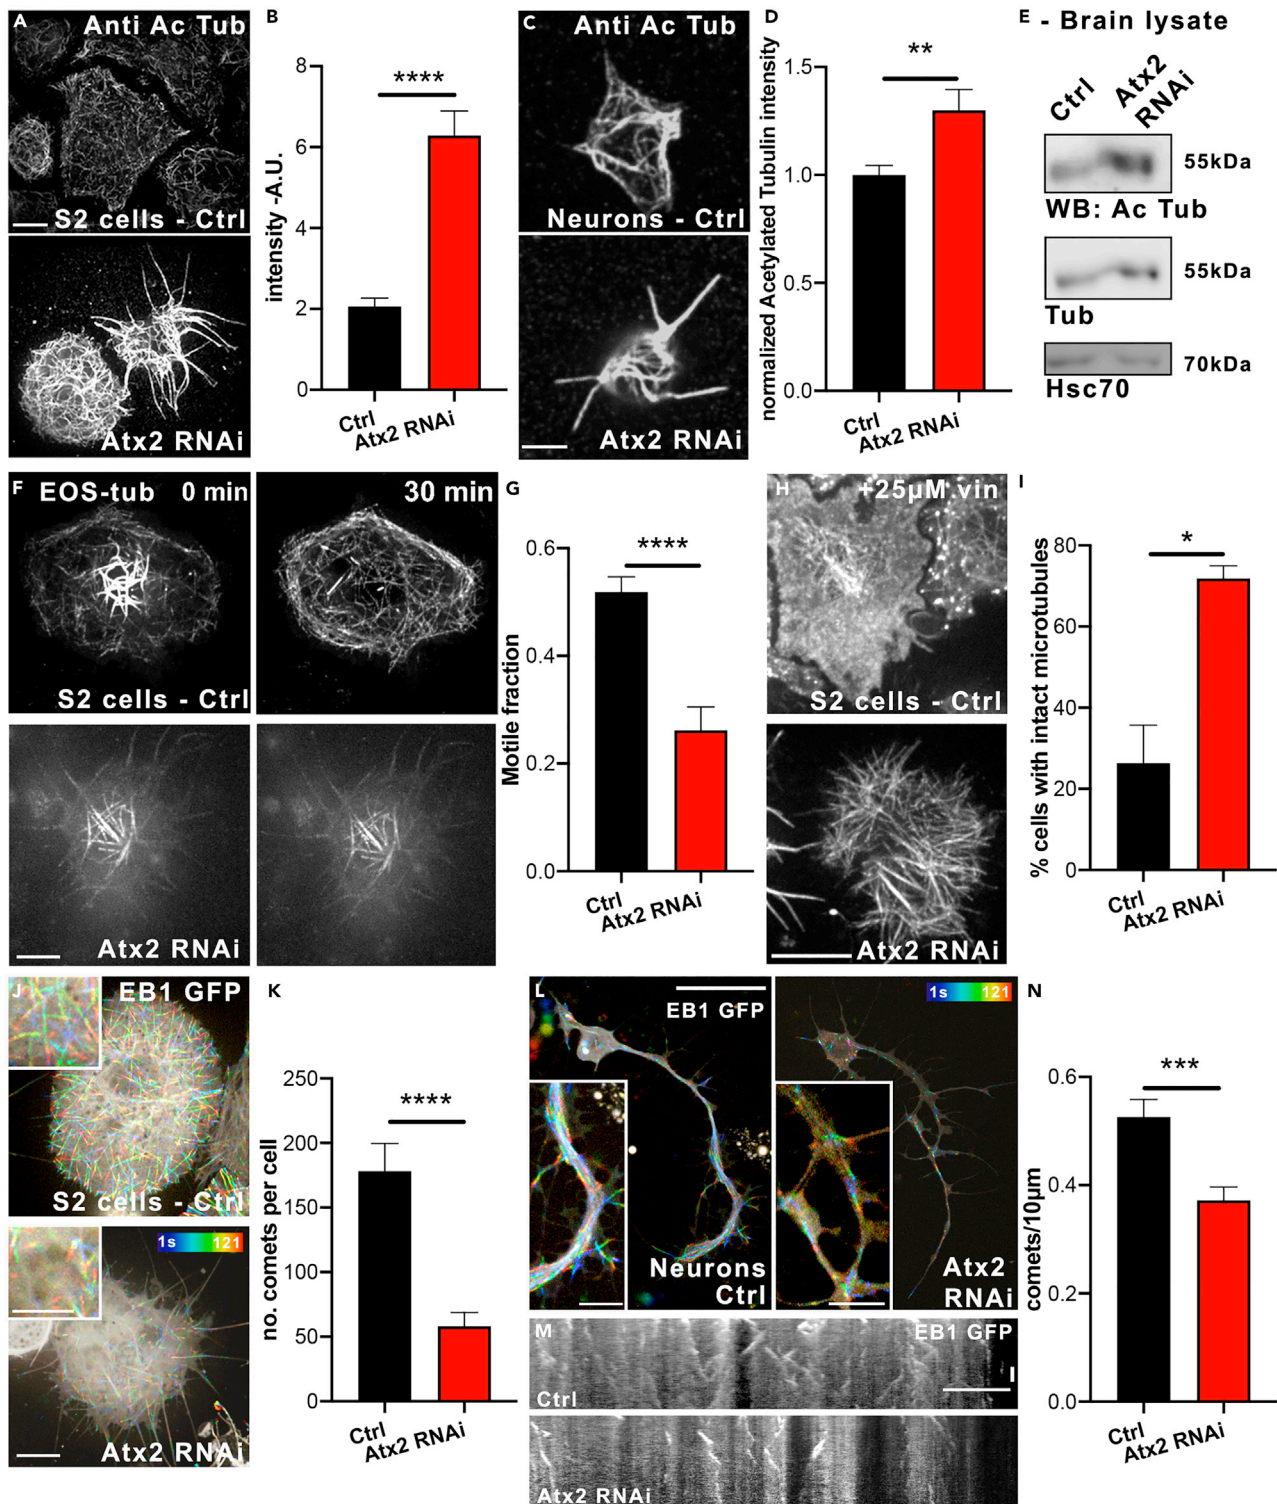 A
Anti Ac Tub
S2 cells - Ctrl
Atx2 RNAi
B
****
intensity -A.U.
8
6
4
2
0
Ctrl
Atx2 RNAi
C
Anti Ac Tub
Neurons - Ctrl
Atx2 RNAi
D
**
normalized Acetylated Tubulin intensity
1.5
1.0
0.5
0.0
Ctrl
Atx2 RNAi
E
- Brain lysate
Ctrl
Atx2
RNAi
55kDa
WB: Ac Tub
55kDa
Tub
70kDa
Hsc70
F
EOS-tub
0 min
30 min
S2 cells - Ctrl
Atx2 RNAi
G
****
Motile fraction
0.6
0.4
0.2
0.0
Ctrl
Atx2 RNAi
H
+25µM vin
S2 cells - Ctrl
Atx2 RNAi
I
*
% cells with intact microtubules
80
60
40
20
0
Ctrl
Atx2 RNAi
J
EB1 GFP
S2 cells - Ctrl
1s
121
Atx2 RNAi
K
****
no. comets per cell
250
200
150
100
50
0
Ctrl
Atx2 RNAi
L
EB1 GFP
Neurons
Ctrl
1s
121
Atx2
RNAi
M
EB1 GFP
Ctrl
Atx2 RNAi
N
***
comets/10µm
0.6
0.4
0.2
0.0
Ctrl
Atx2 RNAi